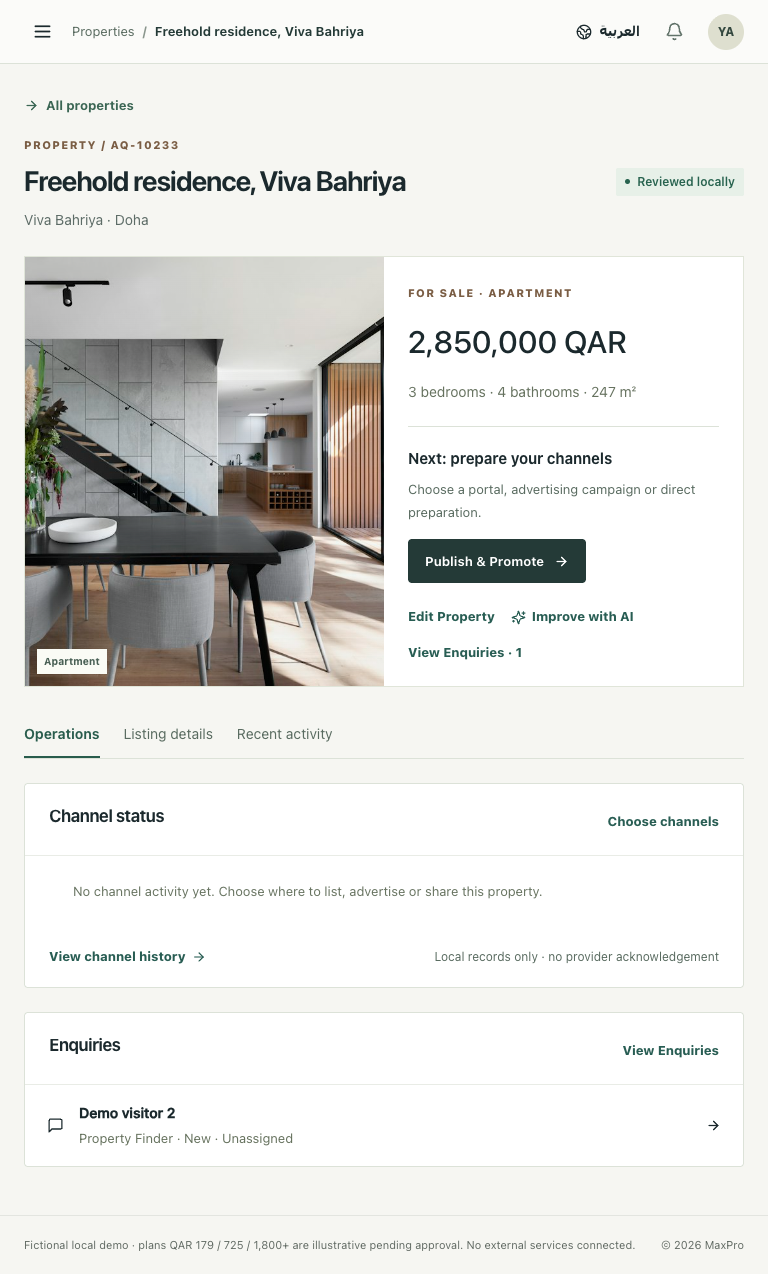 Properties / Freehold residence, Viva Bahriya
العربية
YA
All properties
PROPERTY / AQ-10233
Freehold residence, Viva Bahriya
Reviewed locally
Viva Bahriya · Doha
FOR SALE · APARTMENT
2,850,000 QAR
3 bedrooms · 4 bathrooms · 247 m²
Next: prepare your channels
Choose a portal, advertising campaign or direct
preparation.
Publish & Promote
Edit Property
Improve with AI
View Enquiries · 1
Apartment
Operations
Listing details
Recent activity
Channel status
Choose channels
No channel activity yet. Choose where to list, advertise or share this property.
View channel history
Local records only · no provider acknowledgement
Enquiries
View Enquiries
Demo visitor 2
Property Finder · New · Unassigned
Fictional local demo · plans QAR 179 / 725 / 1,800+ are illustrative pending approval. No external services connected.
© 2026 MaxPro